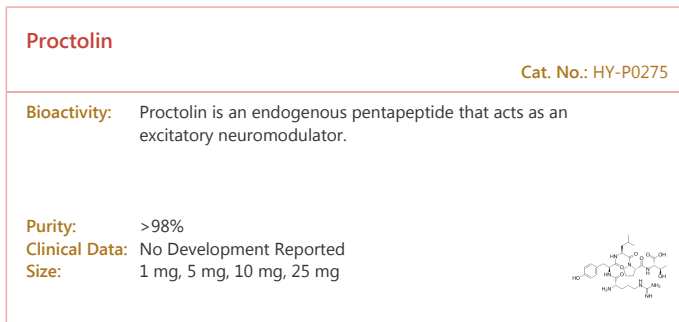 Proctolin
Cat. No.: HY-P0275
Bioactivity: Proctolin is an endogenous pentapeptide that acts as an
excitatory neuromodulator.
Purity: >98%
Clinical Data: No Development Reported
Size: 1 mg, 5 mg, 10 mg, 25 mg